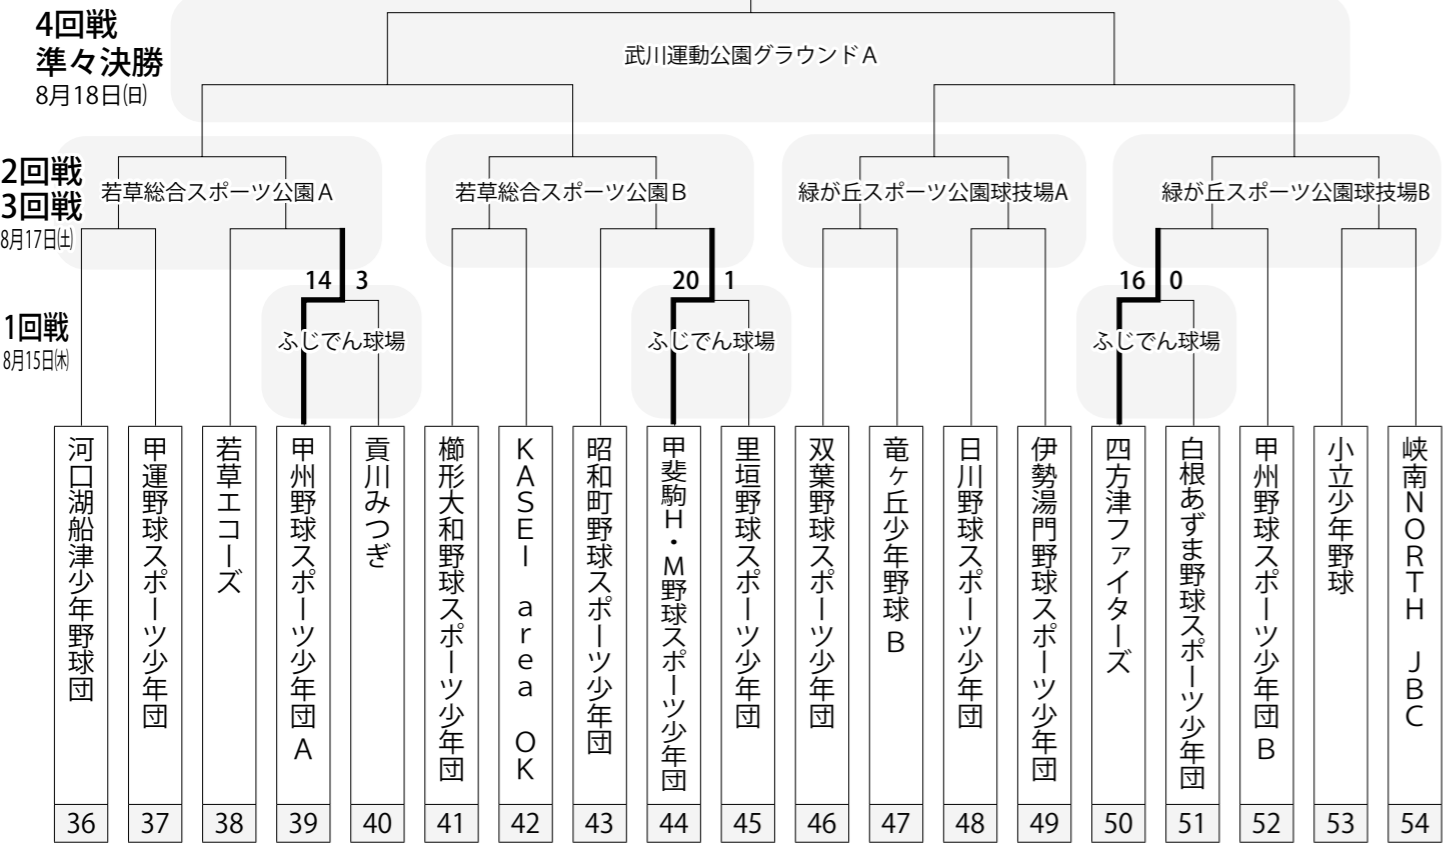 4回戦
準々決勝
8月18日㈰
武川運動公園グラウンドA
2回戦
3回戦
8月17日㈯
若草総合スポーツ公園A
若草総合スポーツ公園B
緑が丘スポーツ公園球技場A
緑が丘スポーツ公園球技場B
14 3
20 1
16 0
1回戦
8月15日㈭
ふじでん球場
ふじでん球場
ふじでん球場
河口湖船津少年野球団
甲運野球スポーツ少年団
若草エコーズ
甲州野球スポーツ少年団A
貢川みつぎ
櫛形大和野球スポーツ少年団
KASEI area OK
昭和町野球スポーツ少年団
甲斐駒H・M野球スポーツ少年団
里垣野球スポーツ少年団
双葉野球スポーツ少年団
竜ヶ丘少年野球B
日川野球スポーツ少年団
伊勢湯門野球スポーツ少年団
四方津ファイターズ
白根あずま野球スポーツ少年団
甲州野球スポーツ少年団B
小立少年野球
峡南NORTH JBC
36 37 38 39 40 41 42 43 44 45 46 47 48 49 50 51 52 53 54